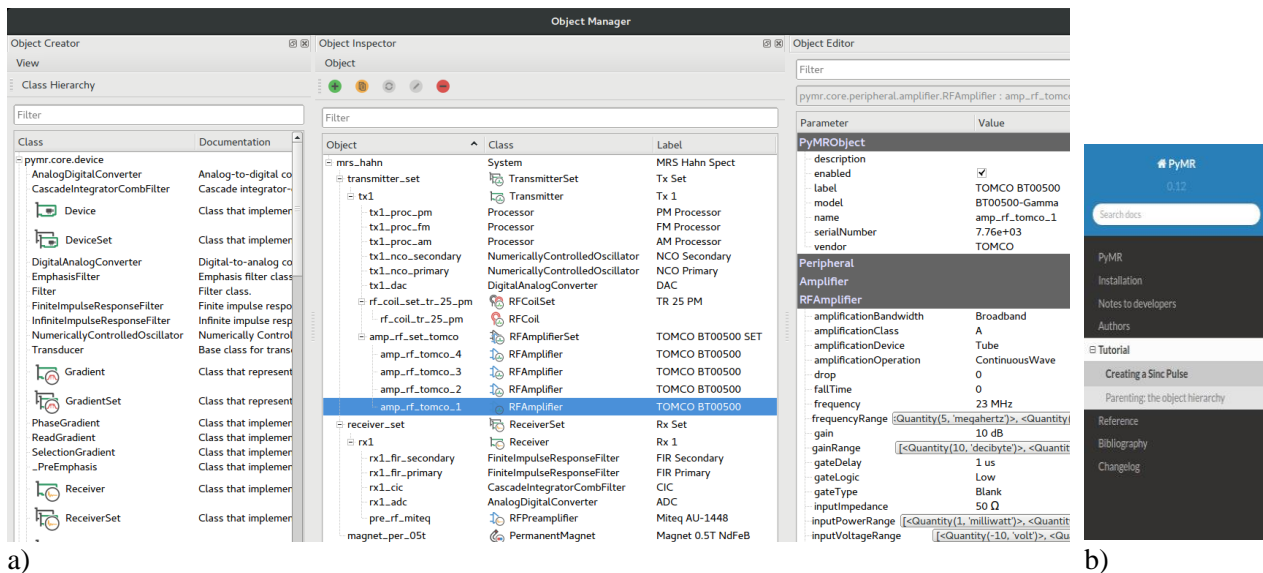 Object Manager
Object Creator
View
Class Hierarchy
Filter
Class Documentation
pymr.core.device
AnalogDigitalConverter Analog-to-digital co
CascadeIntegratorCombFilter Cascade integrator-
Device Class that implemen
DeviceSet Class that implemen
DigitalAnalogConverter Digital-to-analog co
EmphasisFilter Emphasis filter class
Filter Filter class.
FiniteImpulseResponseFilter Finite impulse respo
InfiniteImpulseResponseFilter Infinite impulse resp
NumericallyControlledOscillator Numerically Control
Transducer Base class for trans
Gradient Class that represent
GradientSet Class that represent
PhaseGradient Class that implemen
ReadGradient Class that implemen
SelectionGradient Class that implemen
_PreEmphasis Class that implemen
Receiver Class that implemen
ReceiverSet Class that implemen
Object Inspector
Object
Filter
Object Class Label
mrs_hahn System MRS Hahn Spect
transmitter_set TransmitterSet Tx Set
tx1 Transmitter Tx 1
tx1_proc_pm Processor PM Processor
tx1_proc_fm Processor FM Processor
tx1_proc_am Processor AM Processor
tx1_nco_secondary NumericallyControlledOscillator NCO Secondary
tx1_nco_primary NumericallyControlledOscillator NCO Primary
tx1_dac DigitalAnalogConverter DAC
rf_coil_set_tr_25_pm RFCoilSet TR 25 PM
rf_coil_tr_25_pm RFCoil
amp_rf_set_tomco RFAmplifierSet TOMCO BT00500 SET
amp_rf_tomco_4 RFAmplifier TOMCO BT00500
amp_rf_tomco_3 RFAmplifier TOMCO BT00500
amp_rf_tomco_2 RFAmplifier TOMCO BT00500
amp_rf_tomco_1 RFAmplifier TOMCO BT00500
receiver_set ReceiverSet Rx Set
rx1 Receiver Rx 1
rx1_fir_secondary FiniteImpulseResponseFilter FIR Secondary
rx1_fir_primary FiniteImpulseResponseFilter FIR Primary
rx1_cic CascadeIntegratorCombFilter CIC
rx1_adc AnalogDigitalConverter ADC
pre_rf_miteq RFPreamplifier Miteq AU-1448
magnet_per_05t PermanentMagnet Magnet 0.5T NdFeB
Object Editor
Filter
pymr.core.peripheral.amplifier.RFAmplifier : amp_rf_tomco
Parameter Value
PyMRObject
description
enabled
label TOMCO BT00500
model BT00500-Gamma
name amp_rf_tomco_1
serialNumber 7.76e+03
vendor TOMCO
Peripheral
Amplifier
RFAmplifier
amplificationBandwidth Broadband
amplificationClass A
amplificationDevice Tube
amplificationOperation ContinuousWave
drop 0
fallTime 0
frequency 23 MHz
frequencyRange <Quantity(5, 'megahertz')>, <Quantity(
gain 10 dB
gainRange [<Quantity(10, 'decibyte')>, <Quantit
gateDelay 1 us
gateLogic Low
gateType Blank
inputImpedance 50 Ω
inputPowerRange [<Quantity(1, 'milliwatt')>, <Quantit
inputVoltageRange [<Quantity(-10, 'volt')>, <Qua
a)
PyMR
0.12
Search docs
PyMR
Installation
Notes to developers
Authors
Tutorial
Creating a Sinc Pulse
Parenting: the object hierarchy
Reference
Bibliography
Changelog
b)